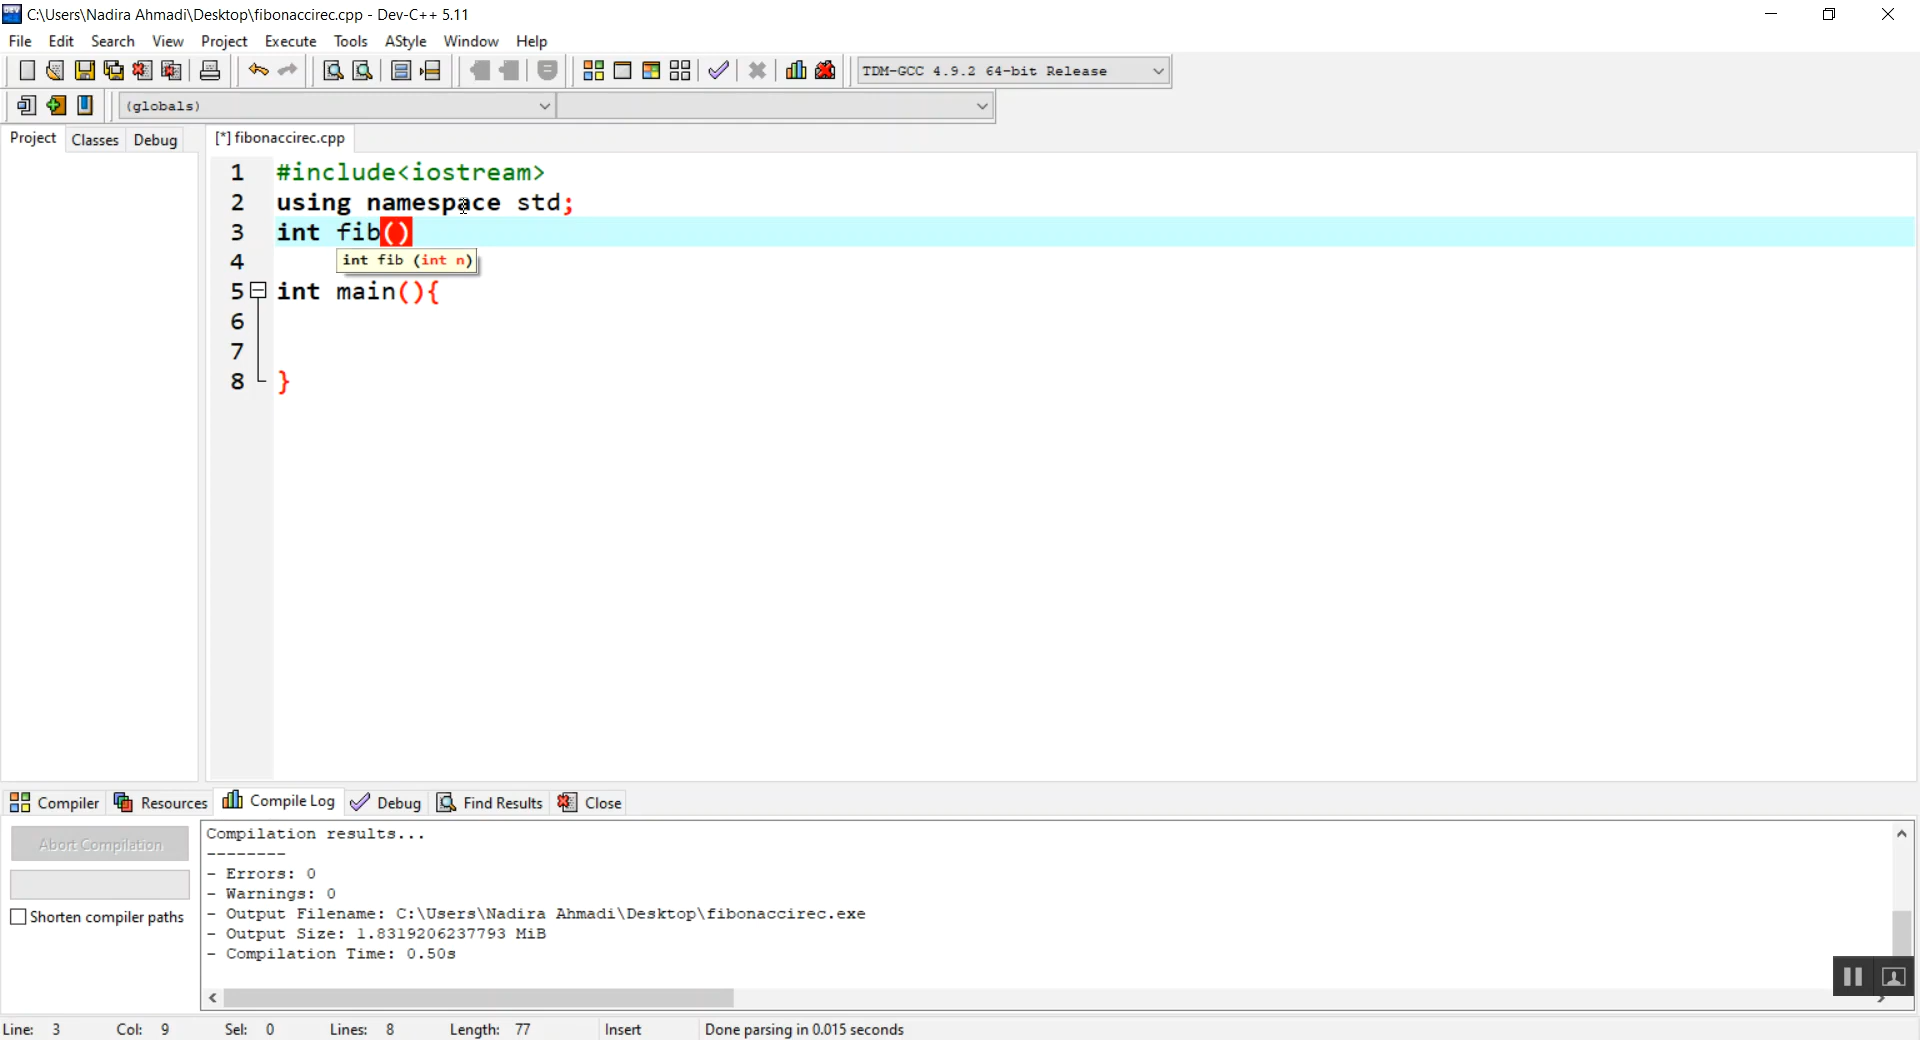 C:\Users\Nadira Ahmadi\Desktop\fibonaccirec.cpp - Dev-C++ 5.11
File Edit Search View Project Execute Tools AStyle Window Help
TDM-GCC 4.9.2 64-bit Release
(globals)
Project Classes Debug [*] fibonaccirec.cpp
1 #include<iostream>
2 using namespace std;
3 int fib()
4 int fib (int n)
5 int main(){
6
7
8 }
Compiler Resources Compile Log Debug Find Results Close
Abort Compilation
Shorten compiler paths
Compilation results...
--------
- Errors: 0
- Warnings: 0
- Output Filename: C:\Users\Nadira Ahmadi\Desktop\fibonaccirec.exe
- Output Size: 1.8319206237793 MiB
- Compilation Time: 0.50s
Line: 3 Col: 9 Sel: 0 Lines: 8 Length: 77 Insert Done parsing in 0.015 seconds